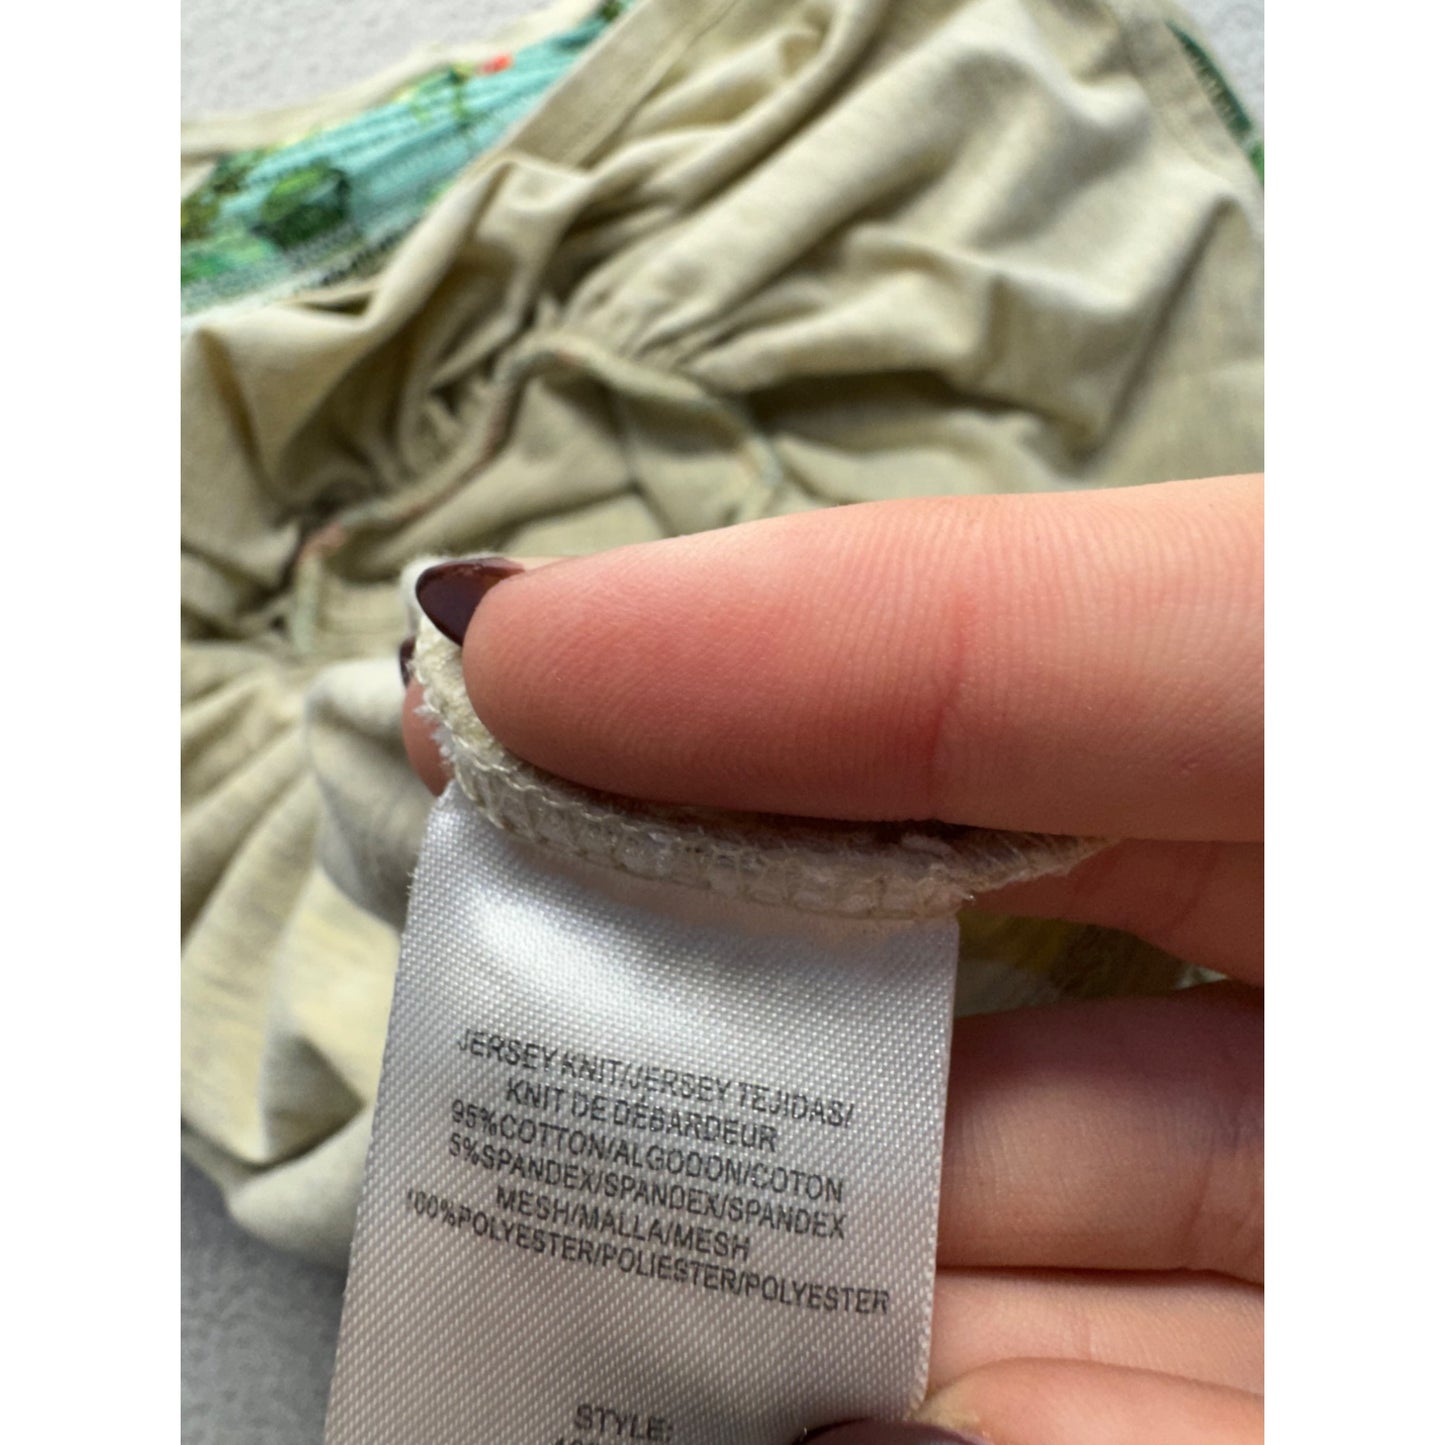 JERSEY KNIT/JERSEY TEJIDAS/
KNIT DE DÉBARDEUR
95%COTTON/ALGODON/COTON
5%SPANDEX/SPANDEX/SPANDEX
MESH/MALLA/MESH
100%POLYESTER/POLIESTER/POLYESTER
STYLE: